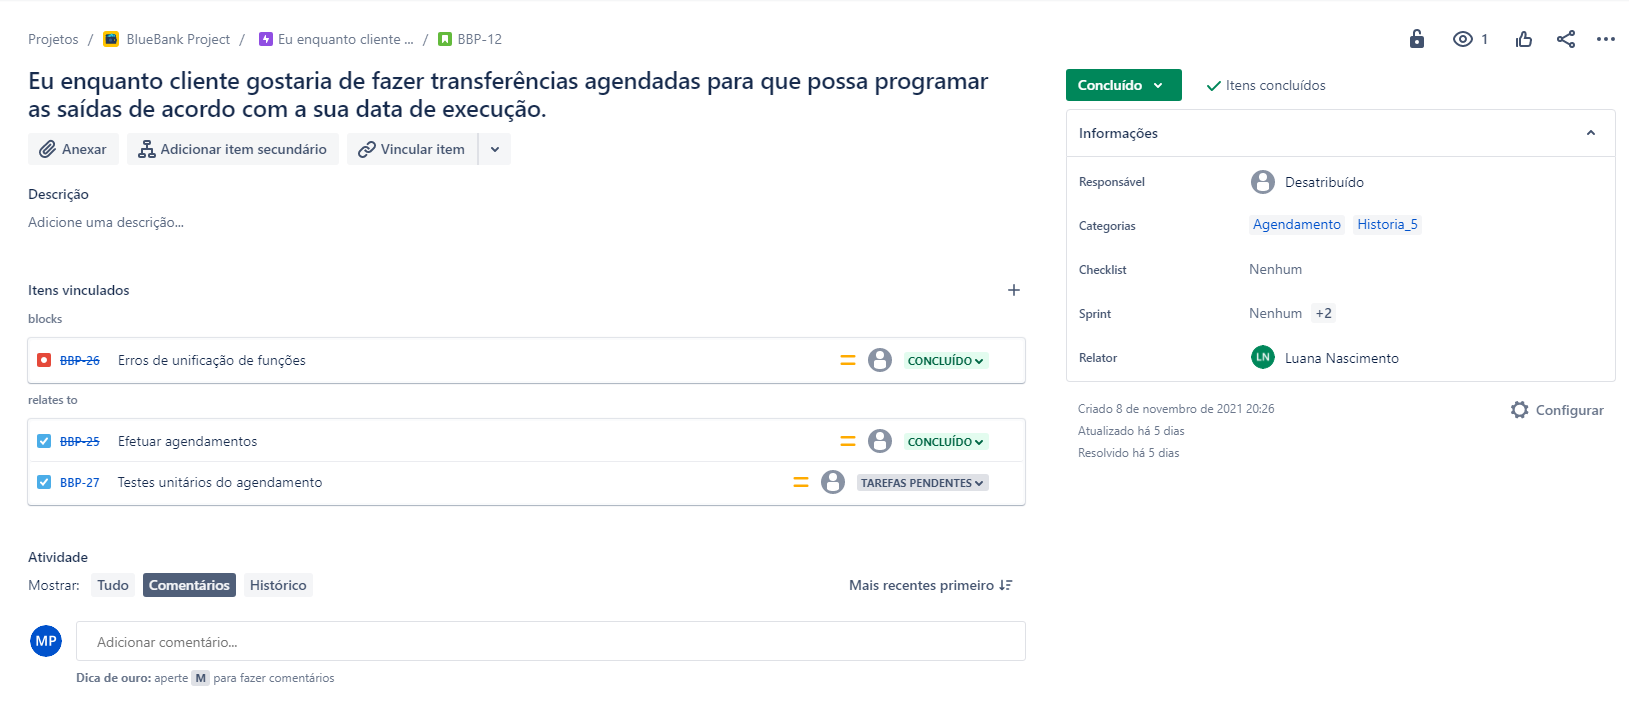 Projetos / BlueBank Project / Eu enquanto cliente ... / BBP-12
1
Eu enquanto cliente gostaria de fazer transferências agendadas para que possa programar
as saídas de acordo com a sua data de execução.
Anexar
Adicionar item secundário
Vincular item
Descrição
Adicione uma descrição...
Itens vinculados
blocks
BBP-26 Erros de unificação de funções CONCLUÍDO
relates to
BBP-25 Efetuar agendamentos CONCLUÍDO
BBP-27 Testes unitários do agendamento TAREFAS PENDENTES
Atividade
Mostrar: Tudo Comentários Histórico Mais recentes primeiro
MP Adicionar comentário...
Dica de ouro: aperte M para fazer comentários
Concluído Itens concluídos
Informações
Responsável Desatribuído
Categorias Agendamento Historia_5
Checklist Nenhum
Sprint Nenhum +2
Relator LN Luana Nascimento
Criado 8 de novembro de 2021 20:26 Configurar
Atualizado há 5 dias
Resolvido há 5 dias